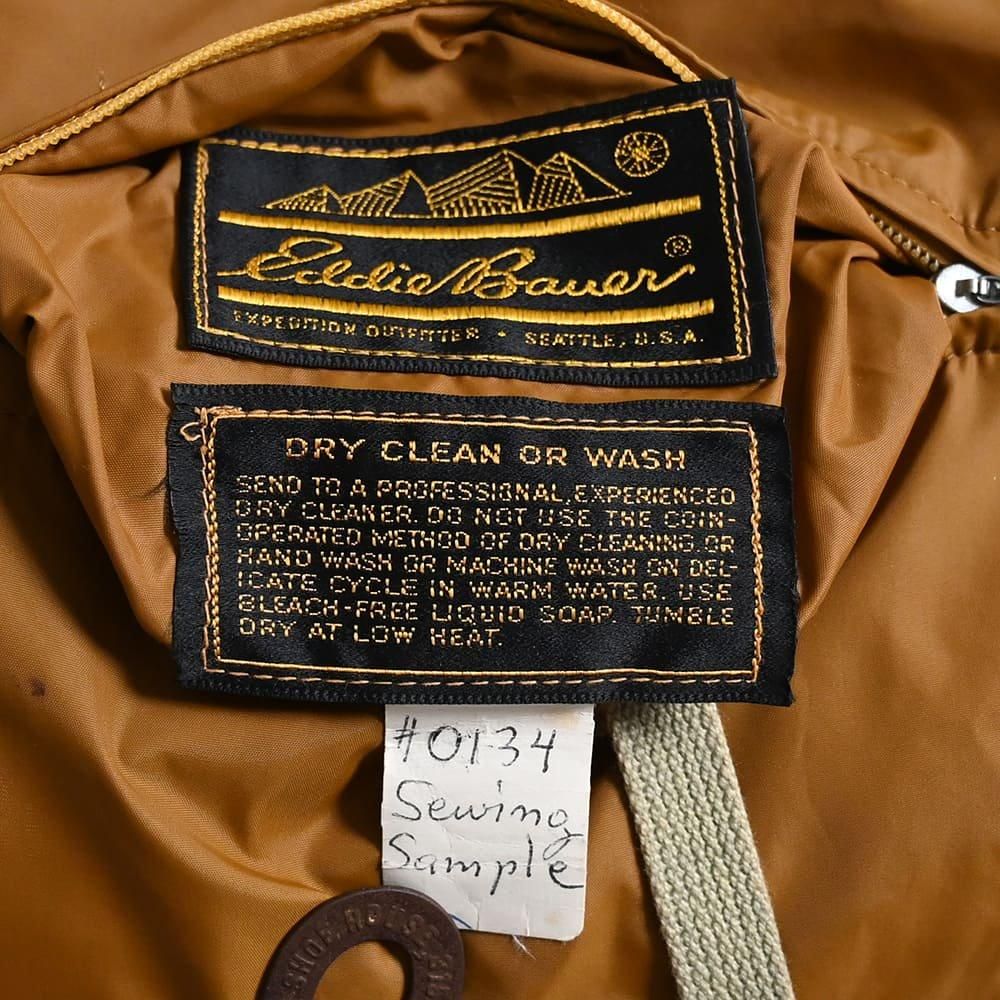 Eddie Bauer ®
EXPEDITION OUTFITTERS • SEATTLE, U.S.A.
DRY CLEAN OR WASH
SEND TO A PROFESSIONAL, EXPERIENCED
DRY CLEANER. DO NOT USE THE COIN-
OPERATED METHOD OF DRY CLEANING. OR
HAND WASH OR MACHINE WASH ON DEL-
ICATE CYCLE IN WARM WATER. USE
BLEACH-FREE LIQUID SOAP. TUMBLE
DRY AT LOW HEAT.
#0134
Sewing
Sample